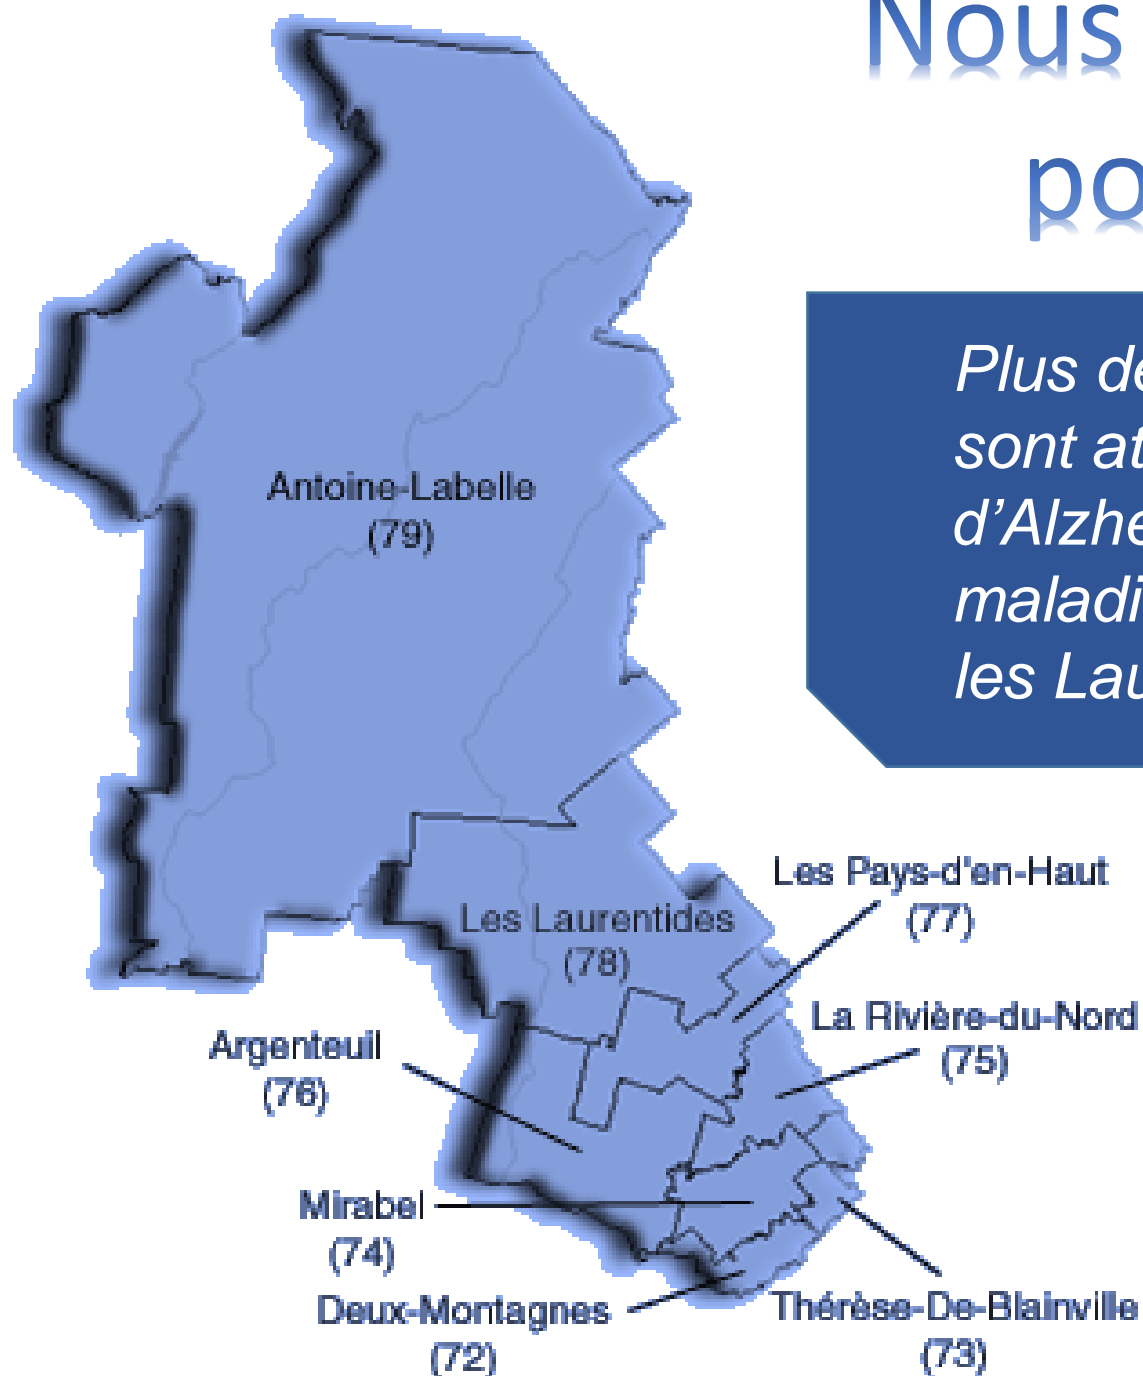 Nous
po
Plus de
sont at
d'Alzhe
maladi
les Lau
Antoine-Labelle
(79)
Les Pays-d'en-Haut
(77)
Les Laurentides
(78)
La Rivière-du-Nord
(75)
Argenteuil
(76)
Mirabel
(74)
Deux-Montagnes
(72)
Thérèse-De-Blainville
(73)